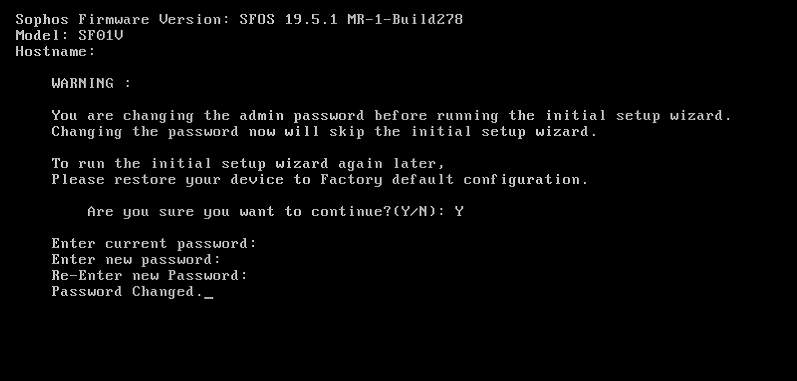 Sophos Firmware Version: SFOS 19.5.1 MR-1-Build278
Model: SF01V
Hostname:
WARNING :
You are changing the admin password before running the initial setup wizard.
Changing the password now will skip the initial setup wizard.
To run the initial setup wizard again later,
Please restore your device to Factory default configuration.
Are you sure you want to continue?(Y/N): Y
Enter current password:
Enter new password:
Re-Enter new Password:
Password Changed._